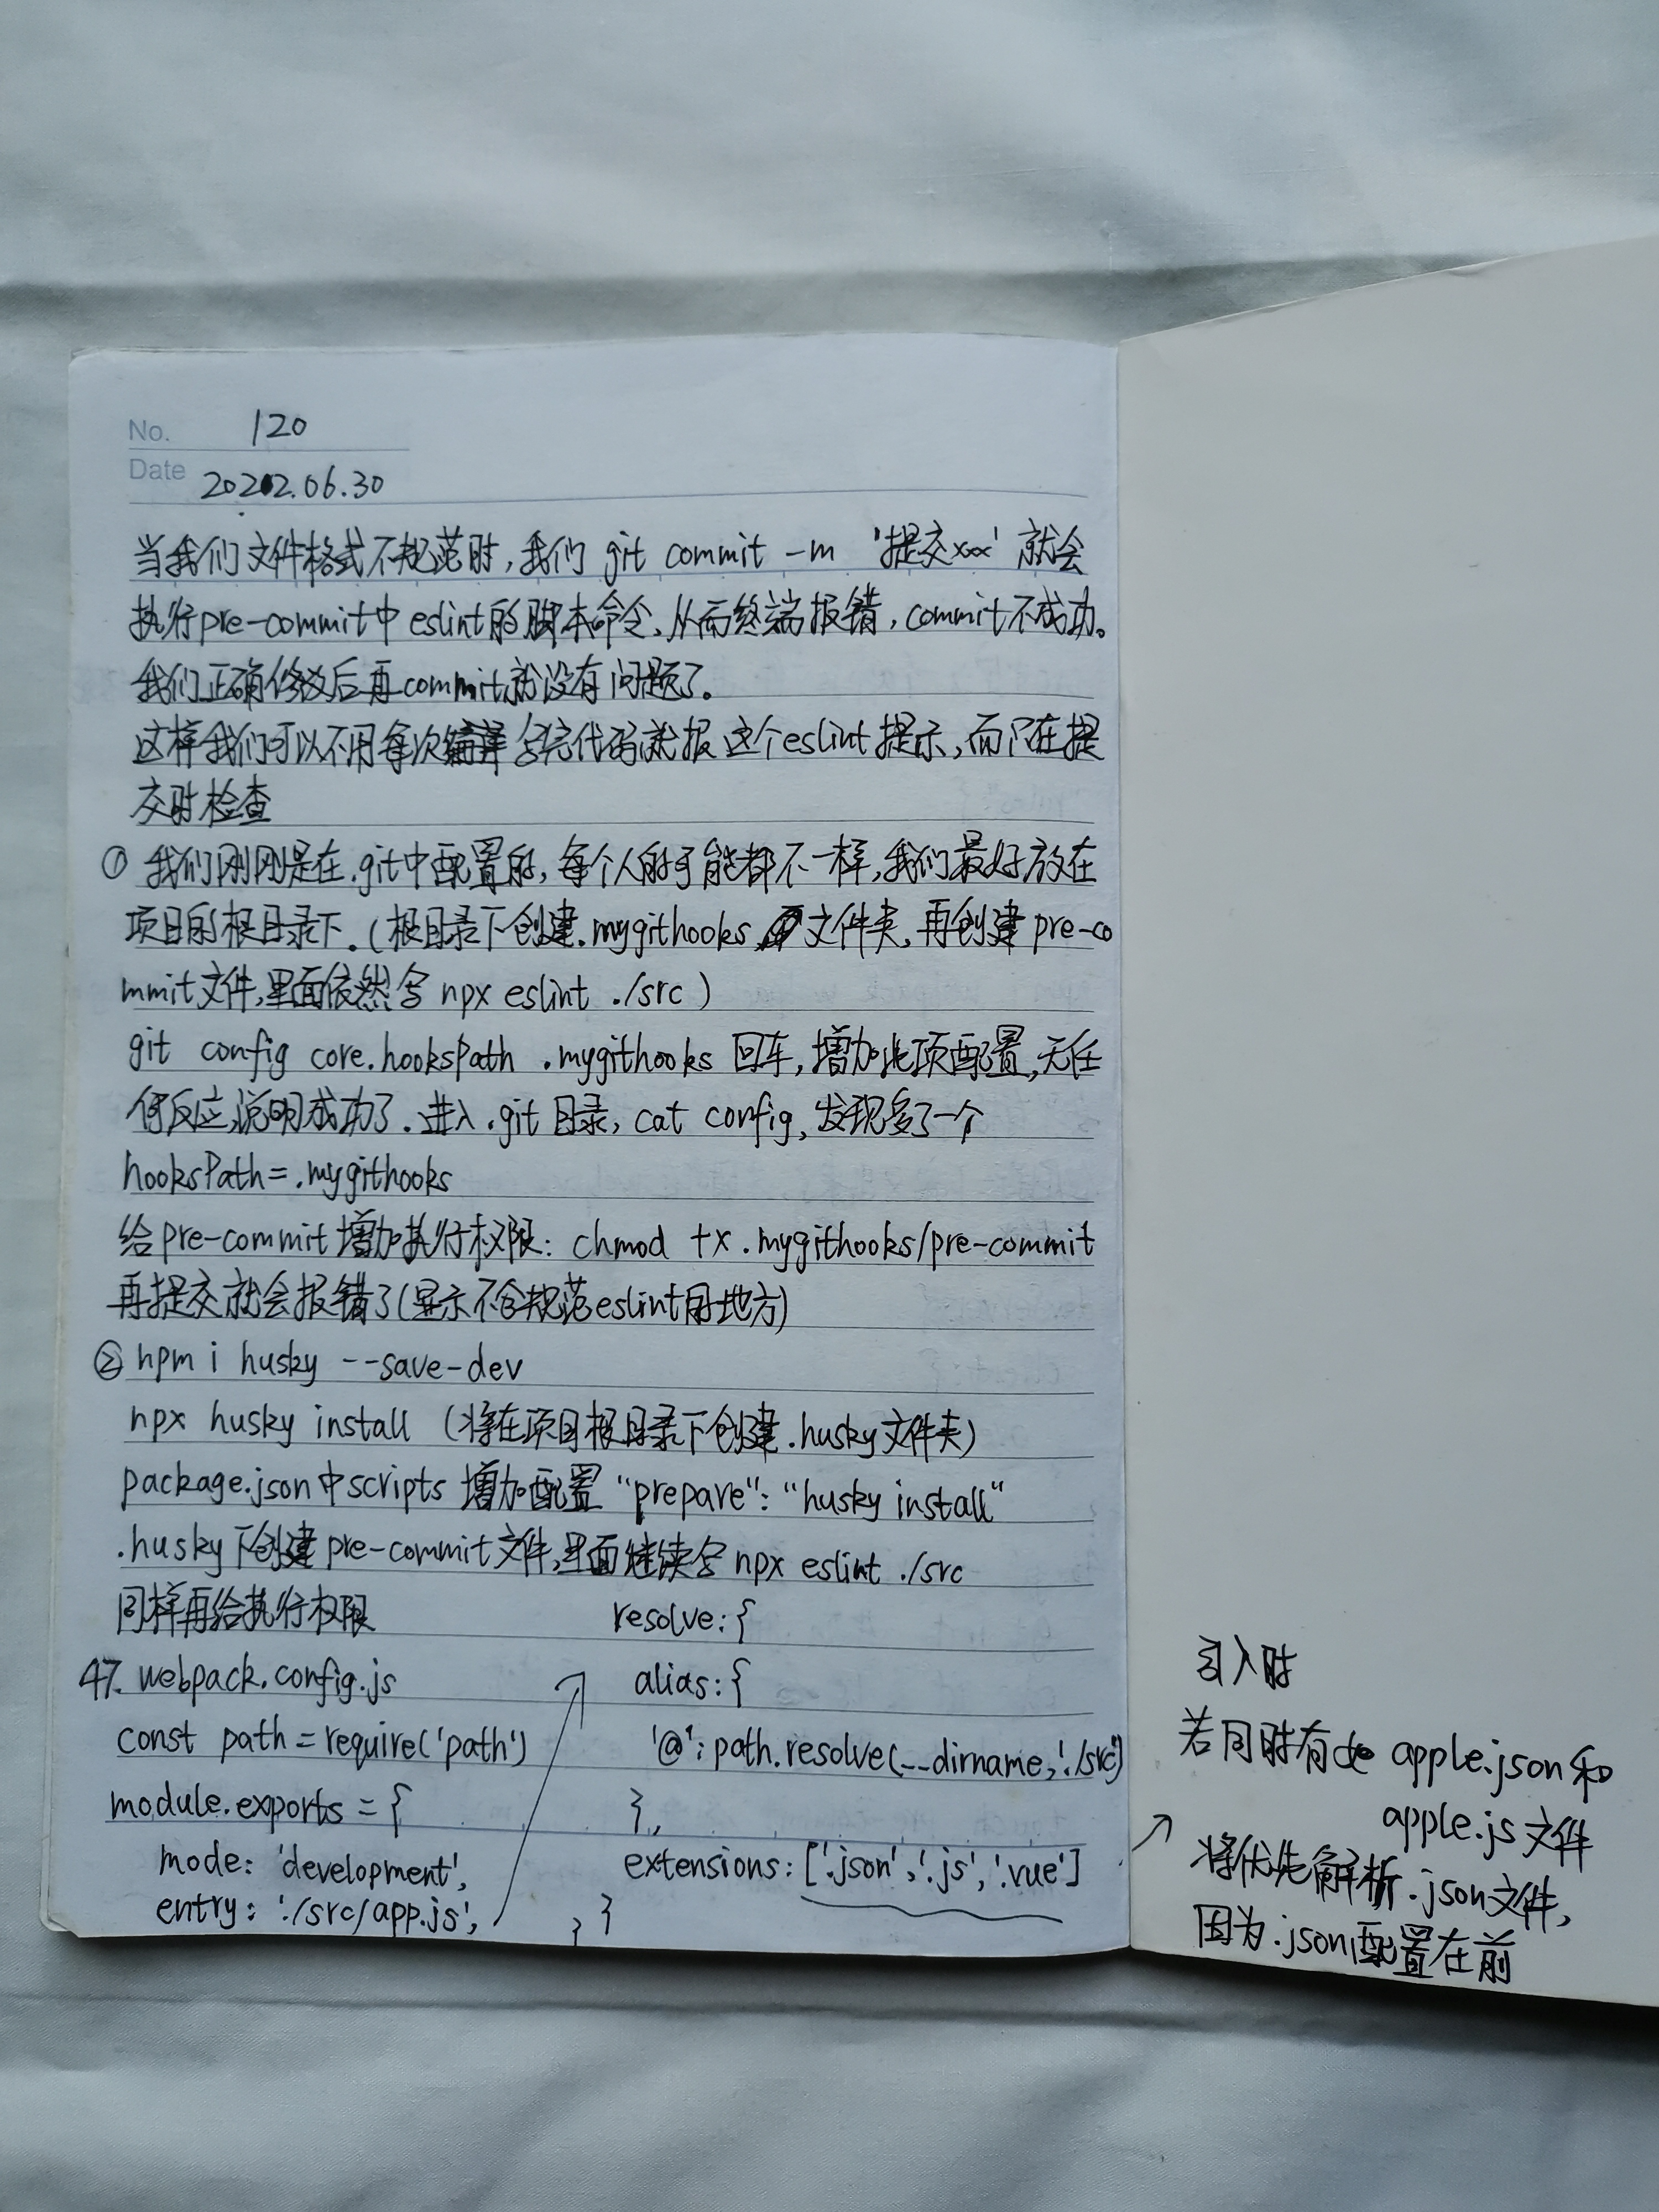 No. 120
Date 2022.06.30
当我们文件格式不规范时,我们 git commit -m '提交xxx' 就会
执行pre-commit中eslint的脚本命令、从而终端报错,commit不成功。
我们正确修改后再commit就没有问题了。
这样我们可以不用每次编译写完代码就报这个eslint提示,而只在提
交时检查
① 我们刚刚是在.git中配置的,每个人的可能都不一样,我们最好放在
项目的根目录下.(根目录下创建.mygithooks文件夹,再创建pre-co
mmit文件,里面依然写 npx eslint ./src )
git config core.hooksPath .mygithooks 回车,增加此项配置,无任
何反应,说明成功了.进入.git目录,cat config,发现多了一个
hooksPath=.mygithooks
给pre-commit增加执行权限: chmod +x .mygithooks/pre-commit
再提交就会报错了(显示不合规范eslint的地方)
② npm i husky --save-dev
npx husky install (将在项目根目录下创建.husky文件夹)
package.json中scripts 增加配置 "prepare": "husky install"
.husky下创建pre-commit文件,里面继续写npx eslint ./src
同样再给执行权限
47. webpack.config.js
const path = require('path')
module.exports = {
mode: 'development',
entry: './src/app.js',
resolve: {
alias: {
'@': path.resolve(__dirname, './src')
},
extensions: ['.json', '.js', '.vue']
} }
引入时
若同时有 apple.json和
apple.js文件
将优先解析.json文件,
因为.json配置在前